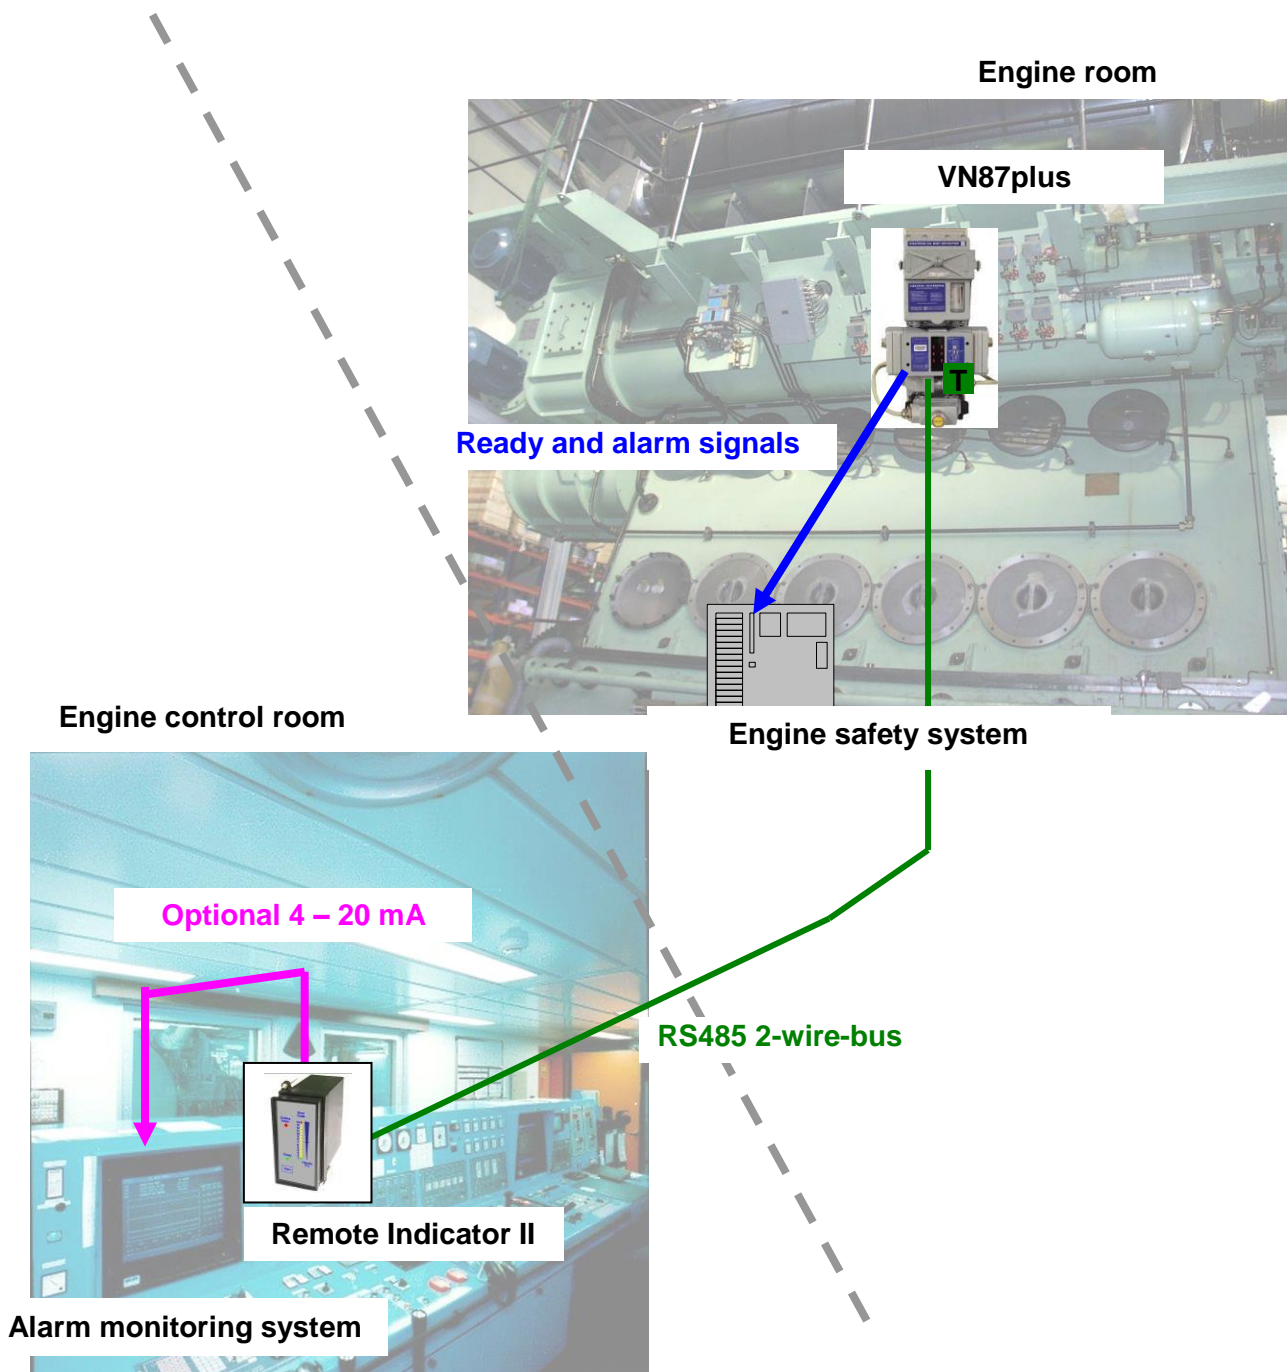 Engine room
VN87plus
T
Ready and alarm signals
Engine control room
Engine safety system
Optional 4 – 20 mA
RS485 2-wire-bus
Remote Indicator II
Alarm monitoring system